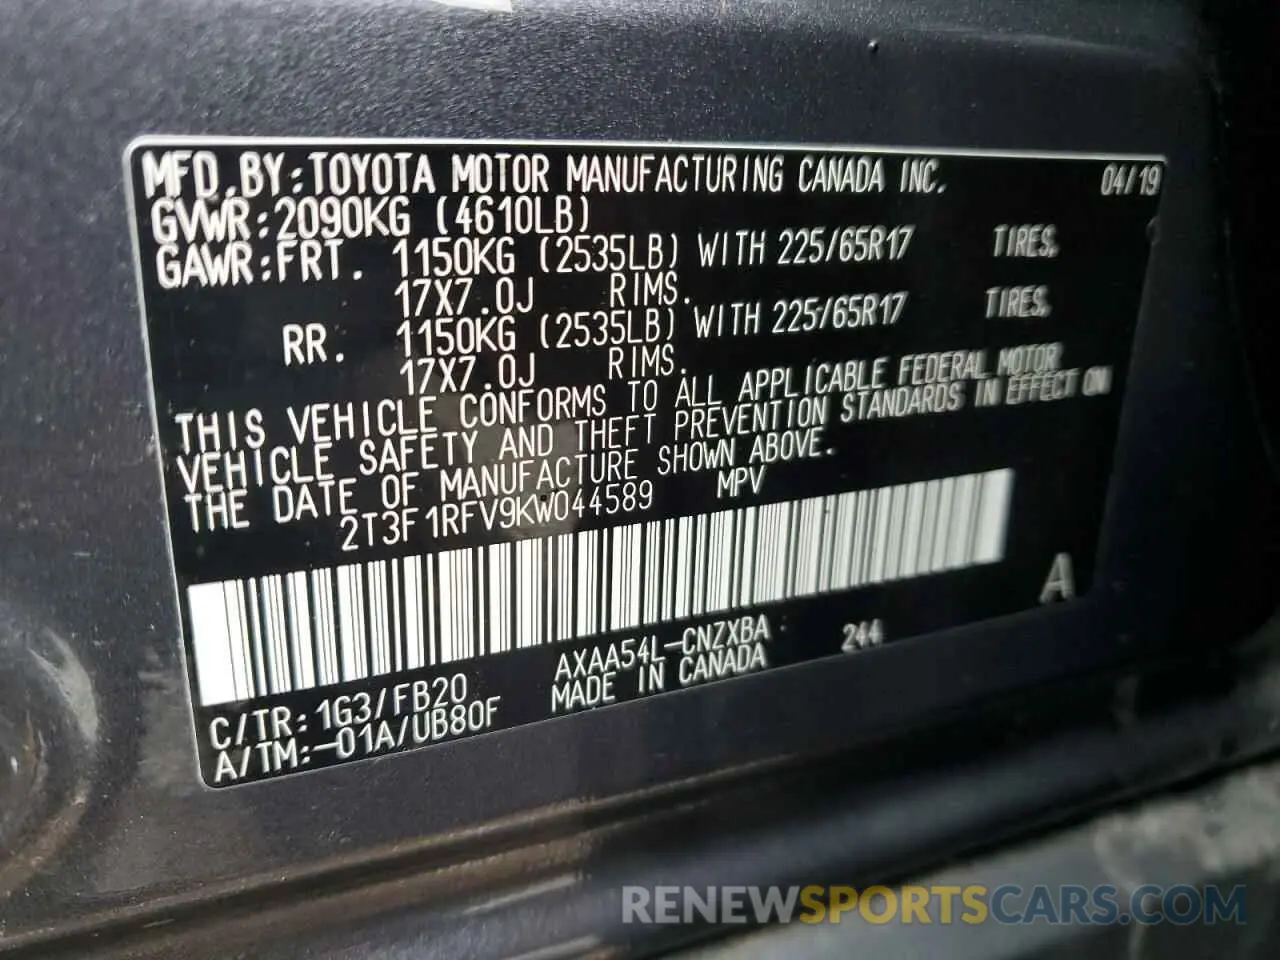 MFD.BY:TOYOTA MOTOR MANUFACTURING CANADA INC. 04/19
GVWR:2090KG (4610LB)
GAWR:FRT. 1150KG (2535LB) WITH 225/65R17 TIRES,
17X7.0J RIMS.
RR. 1150KG (2535LB) WITH 225/65R17 TIRES,
17X7.0J RIMS.
THIS VEHICLE CONFORMS TO ALL APPLICABLE FEDERAL MOTOR
VEHICLE SAFETY AND THEFT PREVENTION STANDARDS IN EFFECT ON
THE DATE OF MANUFACTURE SHOWN ABOVE.
2T3F1RFV9KW044589 MPV
A
C/TR:1G3/FB20 AXAA54L-CNZXBA 244
A/TM:-01A/UB80F MADE IN CANADA
RENEWSPORTSCARS.COM